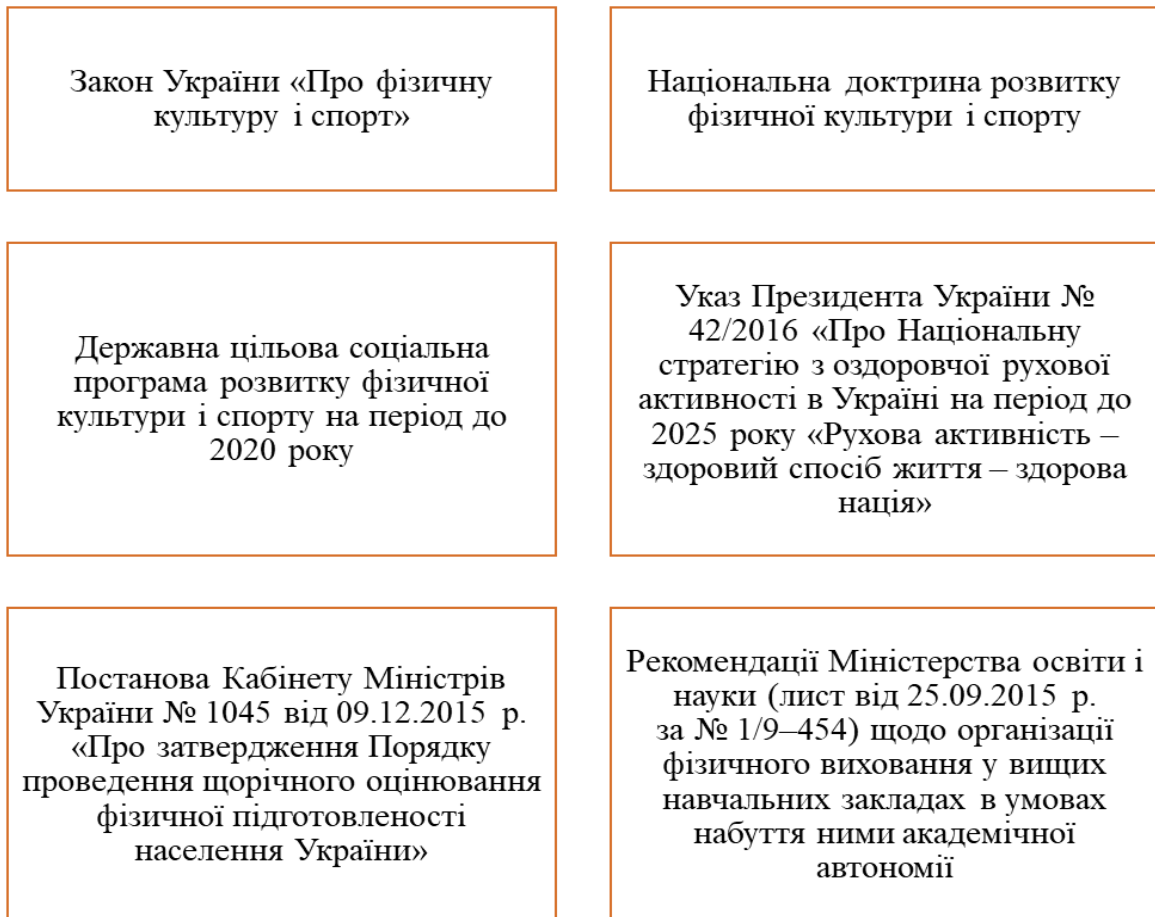 Закон України «Про фізичну
культуру і спорт»
Національна доктрина розвитку
фізичної культури і спорту
Державна цільова соціальна
програма розвитку фізичної
культури і спорту на період до
2020 року
Указ Президента України №
42/2016 «Про Національну
стратегію з оздоровчої рухової
активності в Україні на період до
2025 року «Рухова активність –
здоровий спосіб життя – здорова
нація»
Постанова Кабінету Міністрів
України № 1045 від 09.12.2015 р.
«Про затвердження Порядку
проведення щорічного оцінювання
фізичної підготовленості
населення України»
Рекомендації Міністерства освіти і
науки (лист від 25.09.2015 р.
за № 1/9–454) щодо організації
фізичного виховання у вищих
навчальних закладах в умовах
набуття ними академічної
автономії